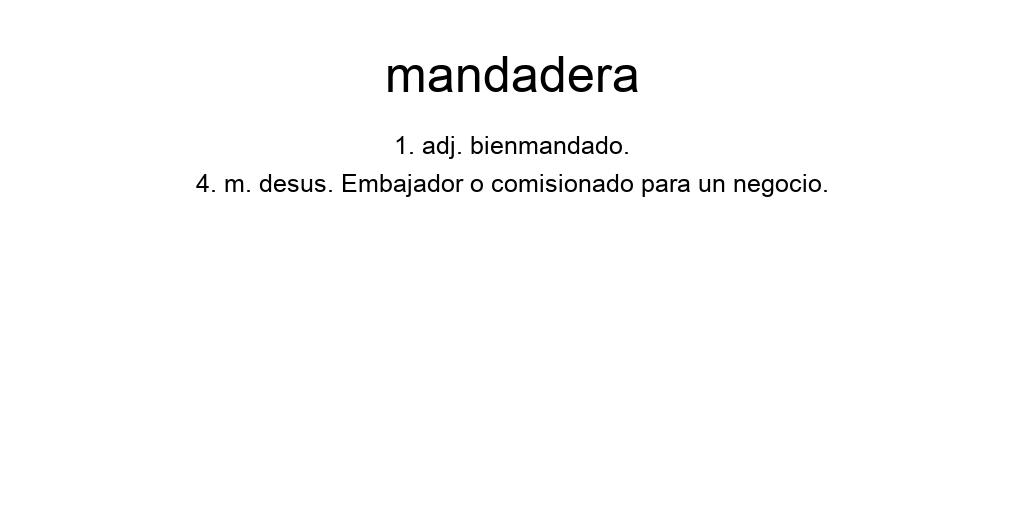 mandadera
1. adj. bienmandado.
4. m. desus. Embajador o comisionado para un negocio.